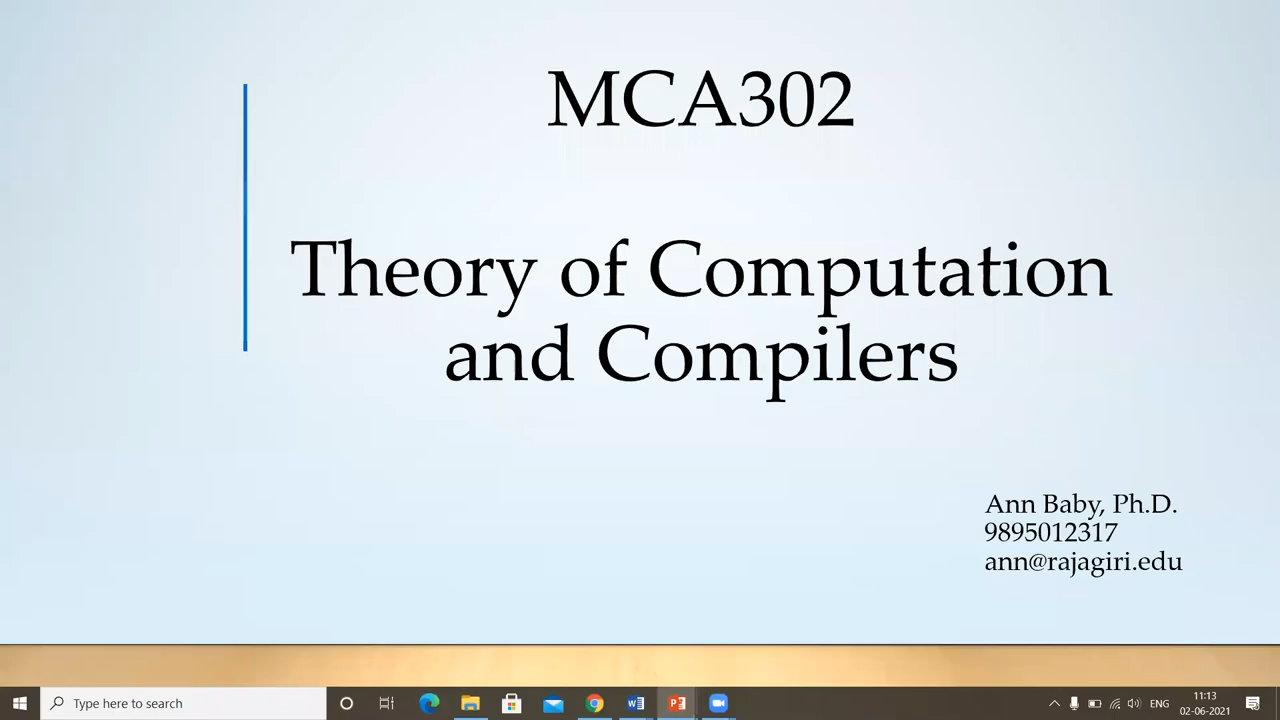 MCA302
Theory of Computation
and Compilers
Ann Baby, Ph.D.
9895012317
ann@rajagiri.edu
Type here to search
ENG
11:13
02-06-2021